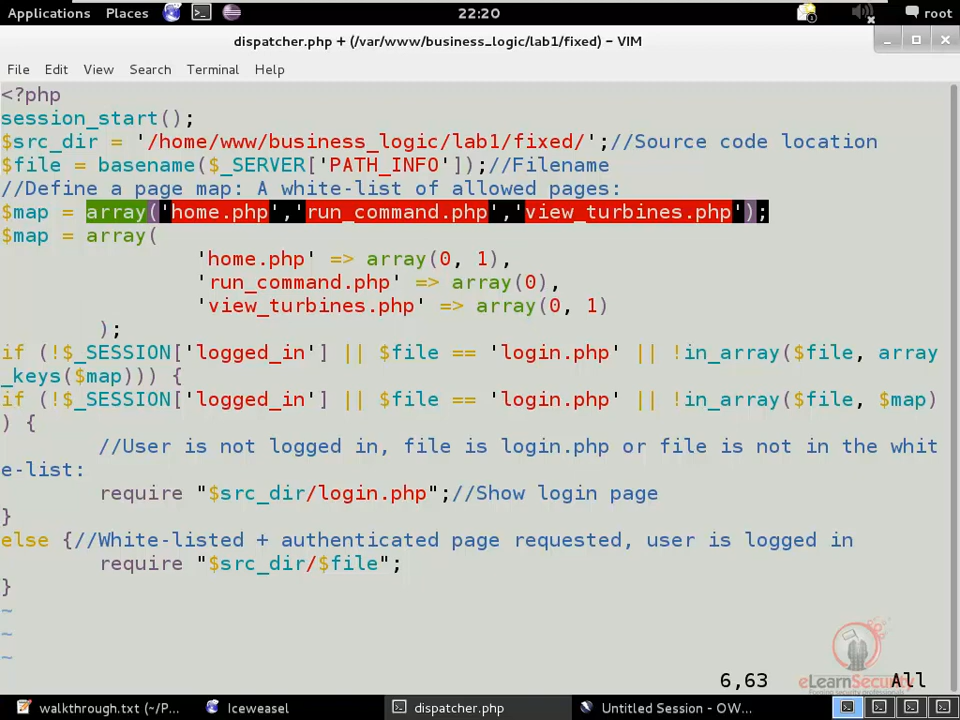 Applications Places 22:20 root
dispatcher.php + (/var/www/business_logic/lab1/fixed) - VIM
File Edit View Search Terminal Help
<?php
session_start();
$src_dir = '/home/www/business_logic/lab1/fixed/';//Source code location
$file = basename($_SERVER['PATH_INFO']);//Filename
//Define a page map: A white-list of allowed pages:
$map = array('home.php','run_command.php','view_turbines.php');
$map = array(
'home.php' => array(0, 1),
'run_command.php' => array(0),
'view_turbines.php' => array(0, 1)
);
if (!$_SESSION['logged_in'] || $file == 'login.php' || !in_array($file, array
_keys($map))) {
if (!$_SESSION['logged_in'] || $file == 'login.php' || !in_array($file, $map)
) {
//User is not logged in, file is login.php or file is not in the whit
e-list:
require "$src_dir/login.php";//Show login page
}
else {//White-listed + authenticated page requested, user is logged in
require "$src_dir/$file";
}
~
~
~
6,63 All
eLearnSecurity
walkthrough.txt (~/P... Iceweasel dispatcher.php Untitled Session - OW...